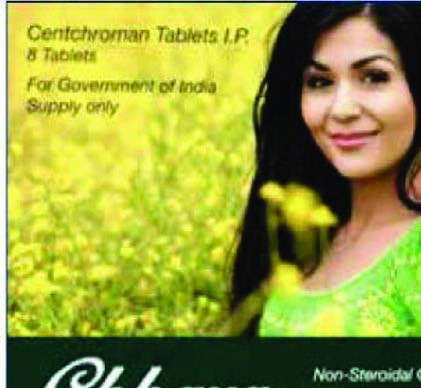 Centchroman Tablets I.P.
8 Tablets
For Government of India
Supply only
Non-Steroidal